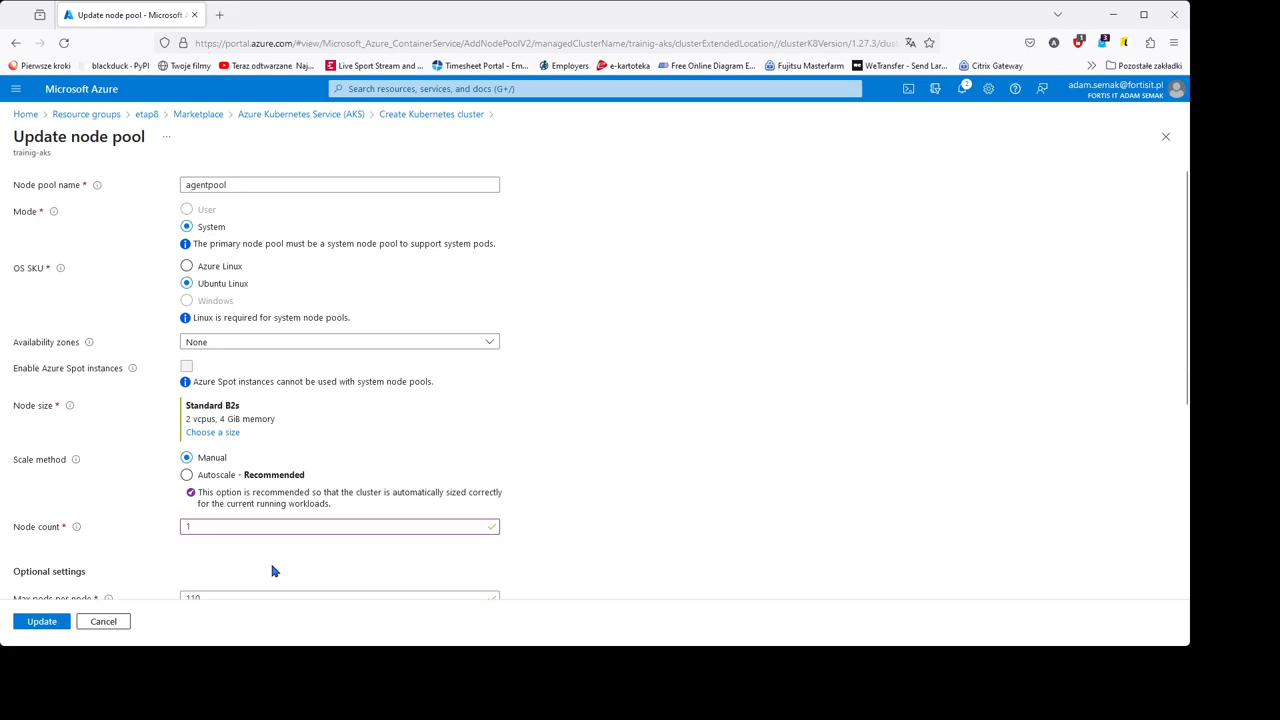 Update node pool - Microsoft A
https://portal.azure.com/#view/Microsoft_Azure_ContainerService/AddNodePoolV2/managedClusterName/trainig-aks/clusterExtendedLocation//clusterK8Version/1.27.3/clus
Pierwsze kroki blackduck · PyPI Twoje filmy Teraz odtwarzane Naj... Live Sport Stream and ... Timesheet Portal - Em... Employers e-kartoteka Free Online Diagram E... Fujitsu Masterfarm WeTransfer - Send Lar... Citrix Gateway Pozostałe zakładki
Microsoft Azure
Search resources, services, and docs (G+/)
2
adam.semak@fortisit.pl
FORTIS IT ADAM SEMAK
Home > Resource groups > etap8 > Marketplace > Azure Kubernetes Service (AKS) > Create Kubernetes cluster >
Update node pool ...
trainig-aks
Node pool name * agentpool
Mode * User
System
The primary node pool must be a system node pool to support system pods.
OS SKU * Azure Linux
Ubuntu Linux
Windows
Linux is required for system node pools.
Availability zones None
Enable Azure Spot instances
Azure Spot instances cannot be used with system node pools.
Node size * Standard B2s
2 vcpus, 4 GiB memory
Choose a size
Scale method Manual
Autoscale - Recommended
This option is recommended so that the cluster is automatically sized correctly
for the current running workloads.
Node count * 1
Optional settings
Max pods per node * 110
Update Cancel